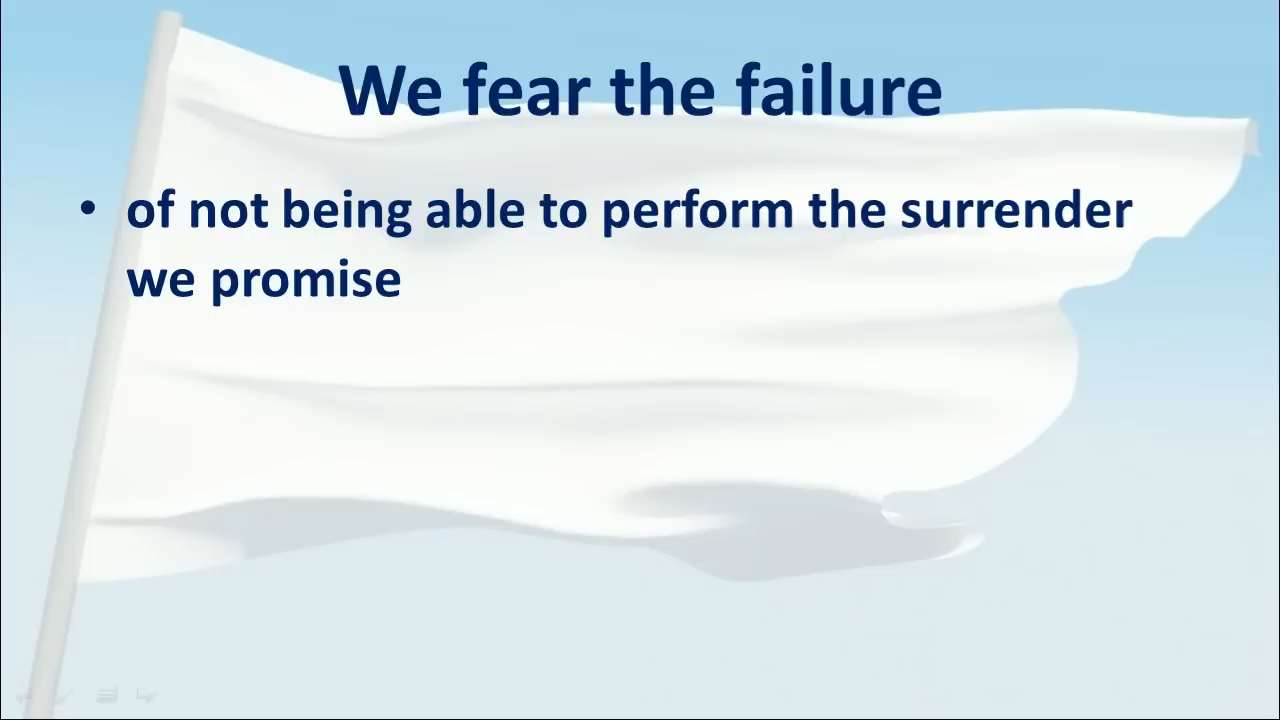 We fear the failure
• of not being able to perform the surrender
we promise